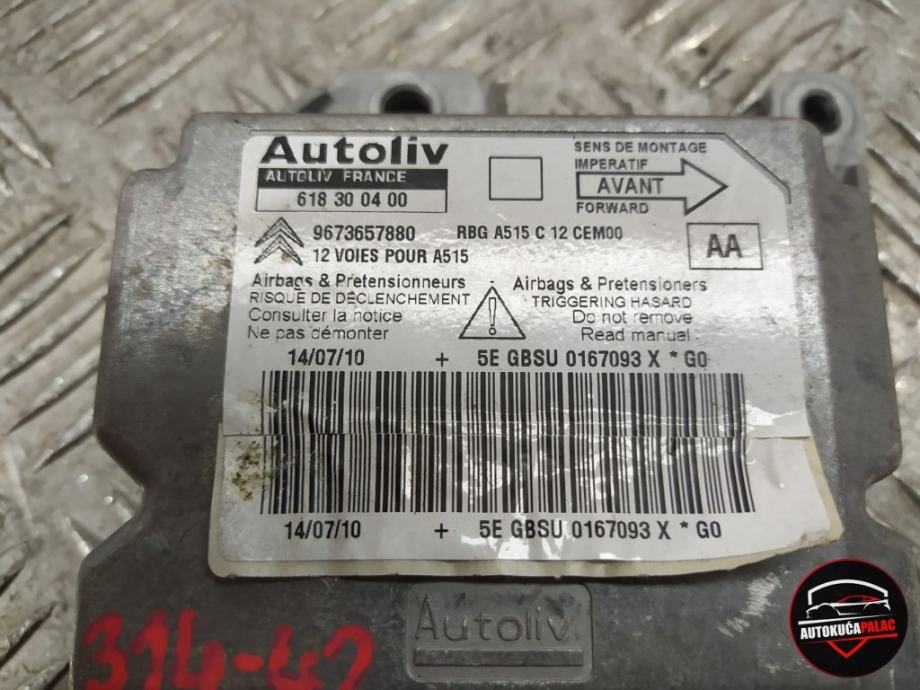 Autoliv
AUTOLIV FRANCE
618 30 04 00
SENS DE MONTAGE
IMPERATIF
AVANT
FORWARD
9673657880 RBG A515 C 12 CEM00
12 VOIES POUR A515
AA
Airbags & Pretensionneurs
RISQUE DE DECLENCHEMENT
Consulter la notice
Ne pas démonter
Airbags & Pretensioners
TRIGGERING HASARD
Do not remove
Read manual
14/07/10 + 5E GBSU 0167093 X * G0
14/07/10 + 5E GBSU 0167093 X * G0
Autoliv
314-42
AUTOKUĆAPALAC